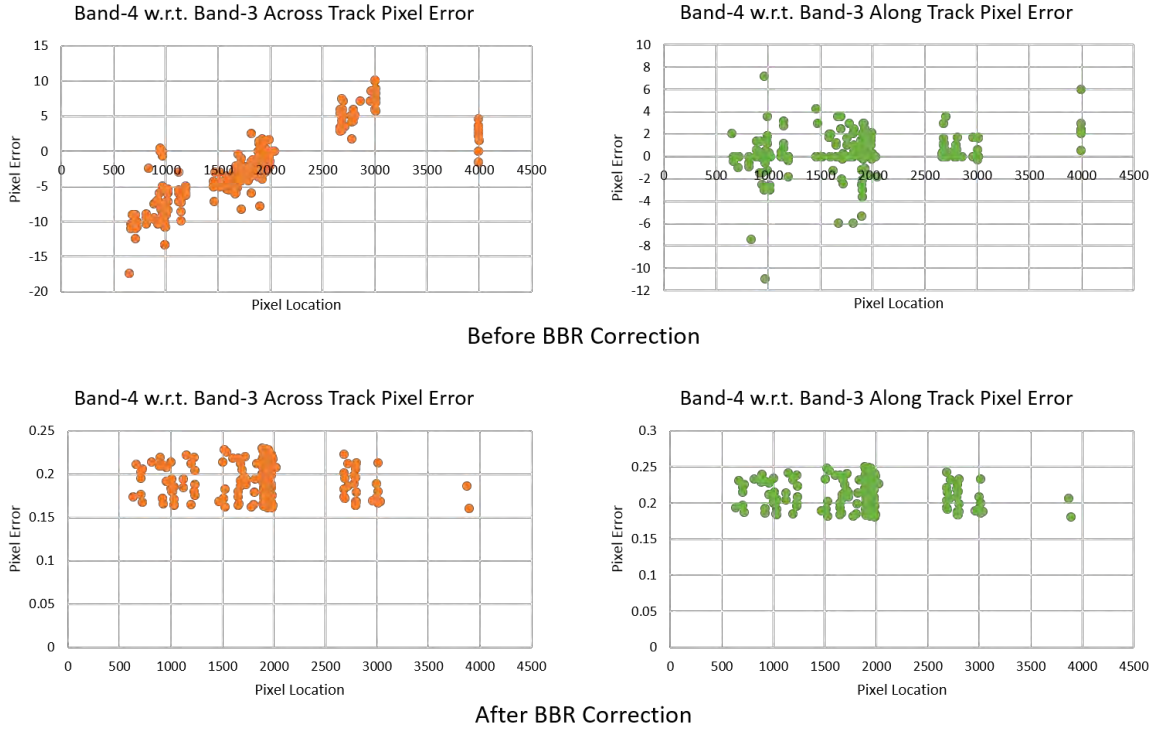 Band-4 w.r.t. Band-3 Across Track Pixel Error
15
10
5
0
-5
-10
-15
-20
0 500 1000 1500 2000 2500 3000 3500 4000 4500
Pixel Error
Pixel Location
Band-4 w.r.t. Band-3 Along Track Pixel Error
10
8
6
4
2
0
-2
-4
-6
-8
-10
-12
0 500 1000 1500 2000 2500 3000 3500 4000 4500
Pixel Error
Pixel Location
Before BBR Correction
Band-4 w.r.t. Band-3 Across Track Pixel Error
0.25
0.2
0.15
0.1
0.05
0
0 500 1000 1500 2000 2500 3000 3500 4000 4500
Pixel Error
Pixel Location
Band-4 w.r.t. Band-3 Along Track Pixel Error
0.3
0.25
0.2
0.15
0.1
0.05
0
0 500 1000 1500 2000 2500 3000 3500 4000 4500
Pixel Error
Pixel Location
After BBR Correction